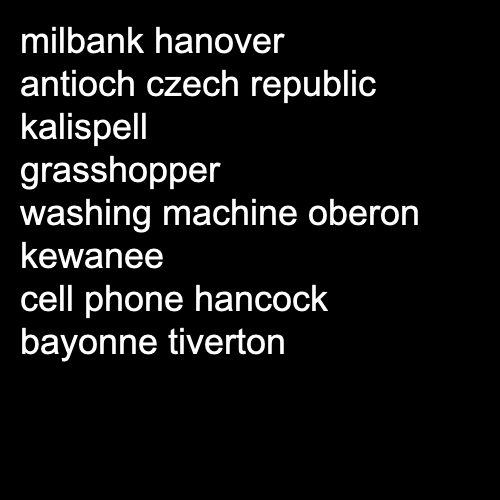 milbank hanover
antioch czech republic
kalispell
grasshopper
washing machine oberon
kewanee
cell phone hancock
bayonne tiverton